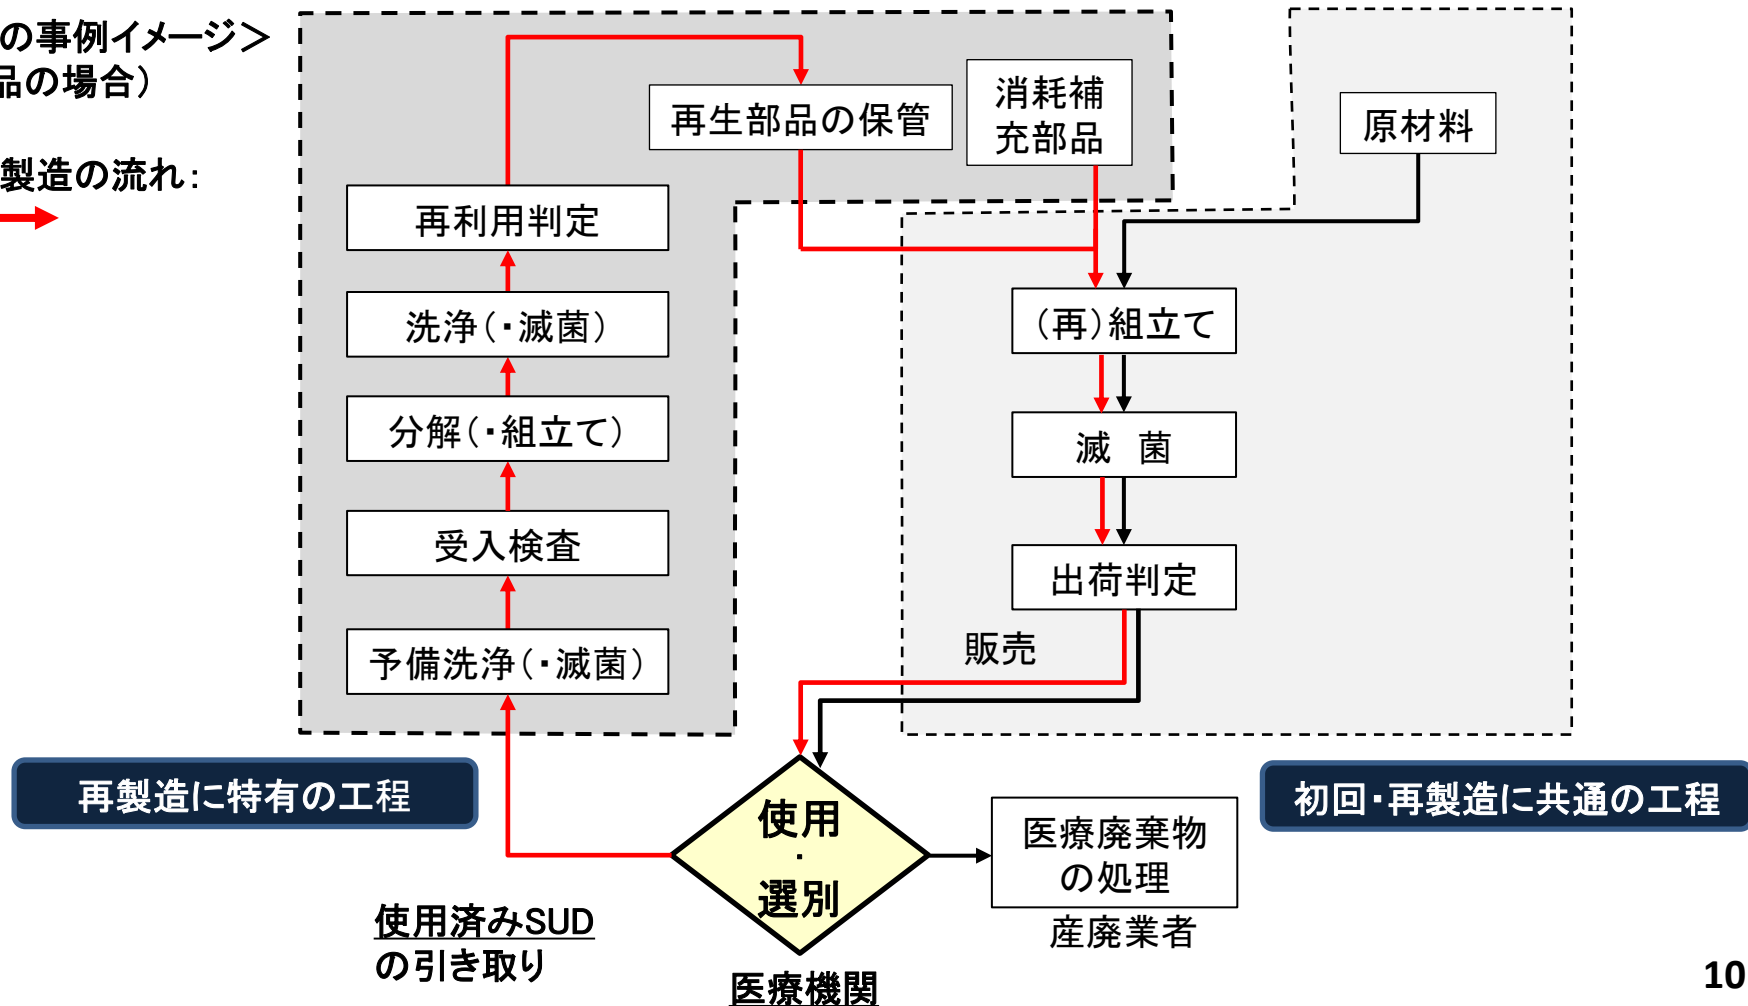 の事例イメージ＞
品の場合）
製造の流れ：
再生部品の保管
消耗補
充部品
原材料
再利用判定
洗浄（・滅菌）
分解（・組立て）
受入検査
予備洗浄（・滅菌）
（再）組立て
滅　菌
出荷判定
販売
再製造に特有の工程
初回・再製造に共通の工程
使用
・
選別
医療廃棄物
の処理
産廃業者
使用済みSUD
の引き取り
医療機関
10